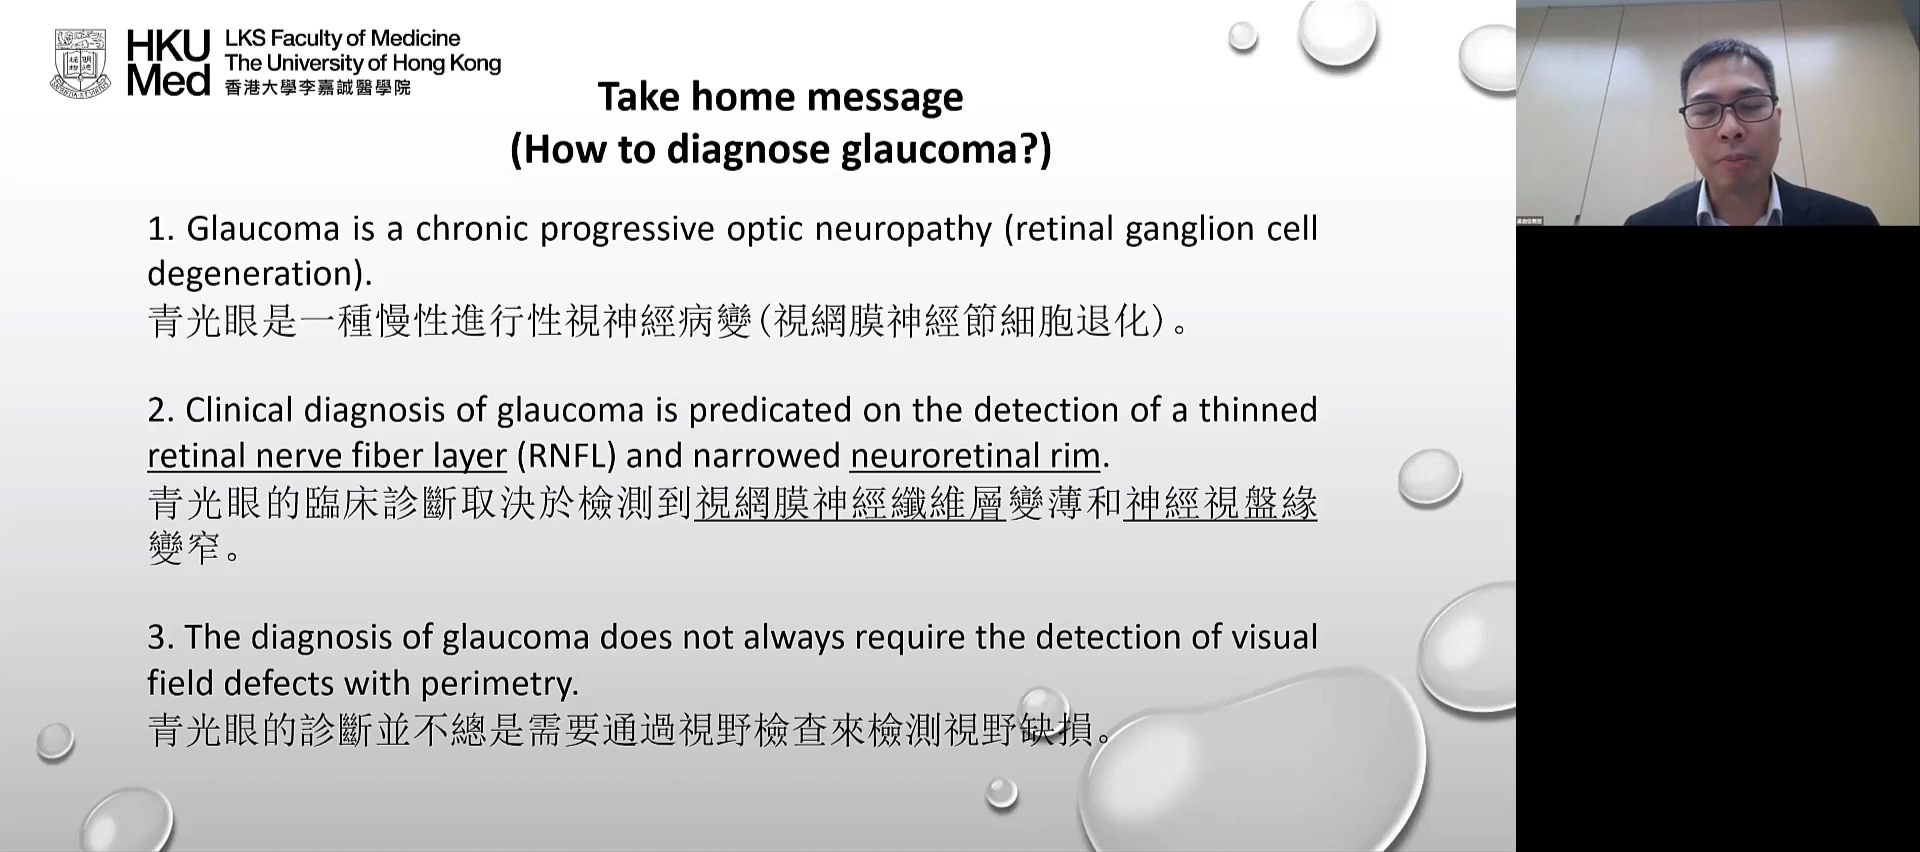 HKU
Med
LKS Faculty of Medicine
The University of Hong Kong
香港大學李嘉誠醫學院
Take home message
(How to diagnose glaucoma?)
1. Glaucoma is a chronic progressive optic neuropathy (retinal ganglion cell
degeneration).
青光眼是一種慢性進行性視神經病變(視網膜神經節細胞退化)。
2. Clinical diagnosis of glaucoma is predicated on the detection of a thinned
retinal nerve fiber layer (RNFL) and narrowed neuroretinal rim.
青光眼的臨床診斷取決於檢測到視網膜神經纖維層變薄和神經視盤緣
變窄。
3. The diagnosis of glaucoma does not always require the detection of visual
field defects with perimetry.
青光眼的診斷並不總是需要通過視野檢查來檢測視野缺損。